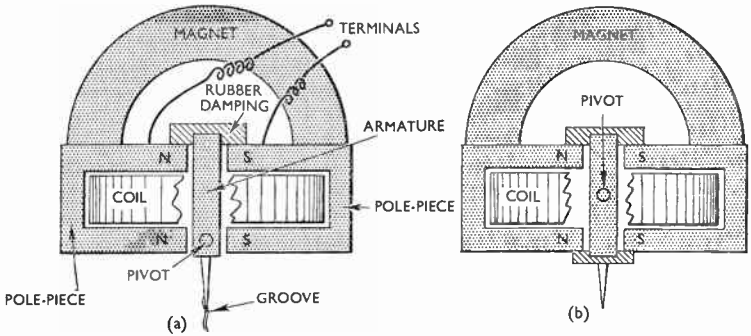 MAGNET
TERMINALS
RUBBER
DAMPING
ARMATURE
N S
COIL
POLE-PIECE
N S
PIVOT
POLE-PIECE
GROOVE
(a)
MAGNET
PIVOT
N S
COIL
N S
(b)